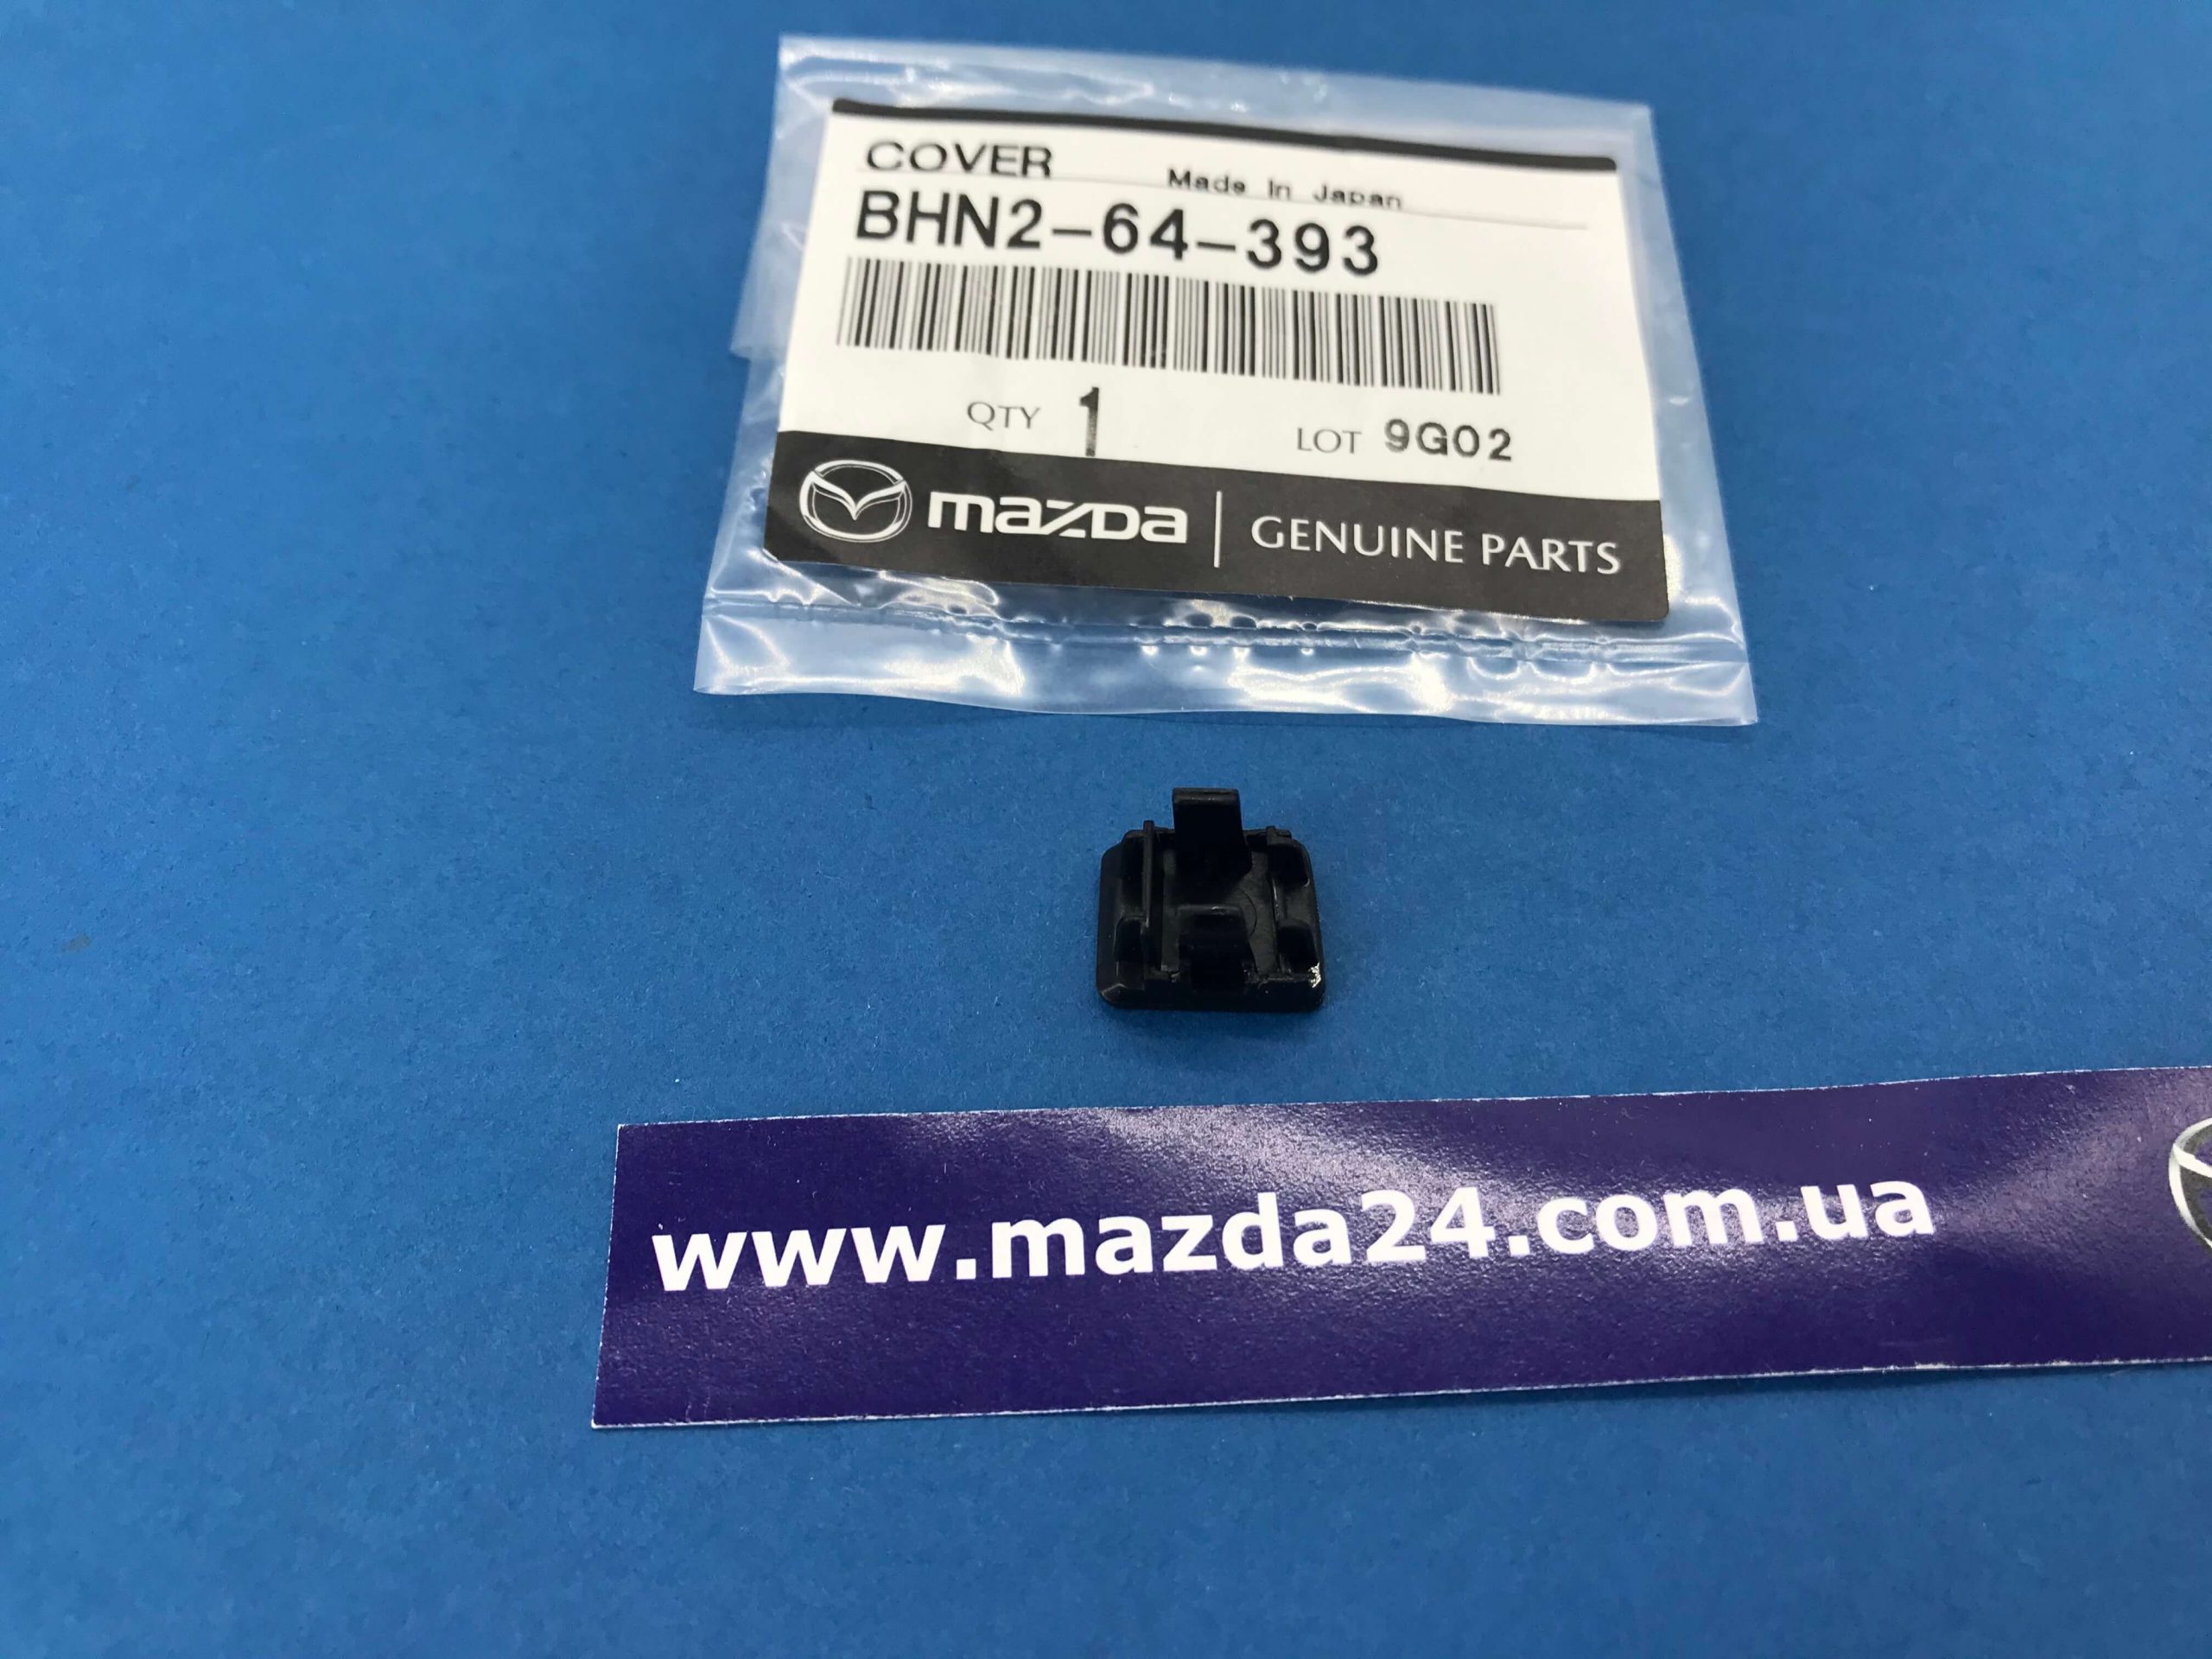 COVER
Made In Japan
BHN2-64-393
QTY 1
LOT 9G02
mazda | GENUINE PARTS
www.mazda24.com.ua